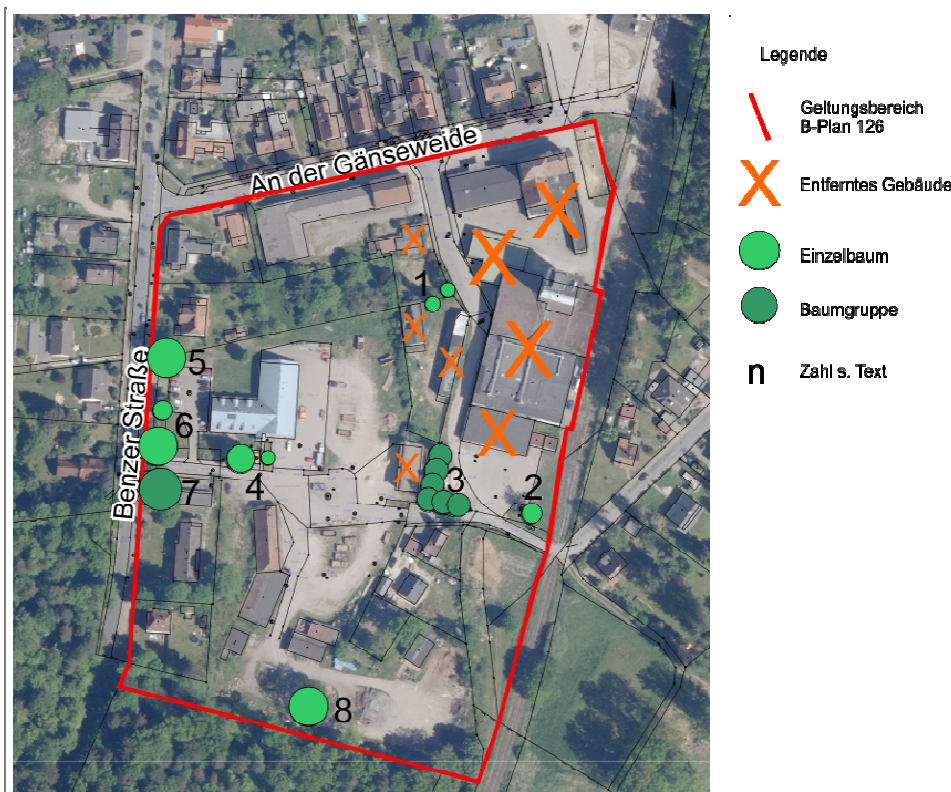 An der Gänseweide
Benzer Straße
1
2
3
4
5
6
7
8
Legende
Geltungsbereich
B-Plan 126
Entferntes Gebäude
Einzelbaum
Baumgruppe
n Zahl s. Text